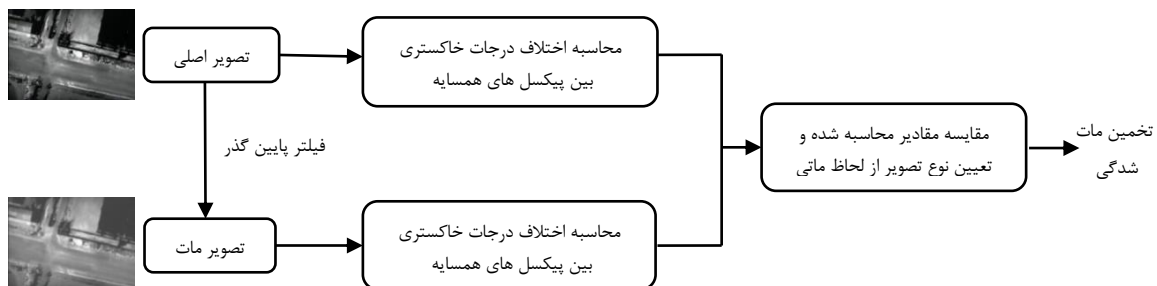 تصویر اصلی
محاسبه اختلاف درجات خاکستری
بین پیکسل های همسایه
فیلتر پایین گذر
مقایسه مقادیر محاسبه شده و
تعیین نوع تصویر از لحاظ ماتی
تخمین مات
شدگی
تصویر مات
محاسبه اختلاف درجات خاکستری
بین پیکسل های همسایه